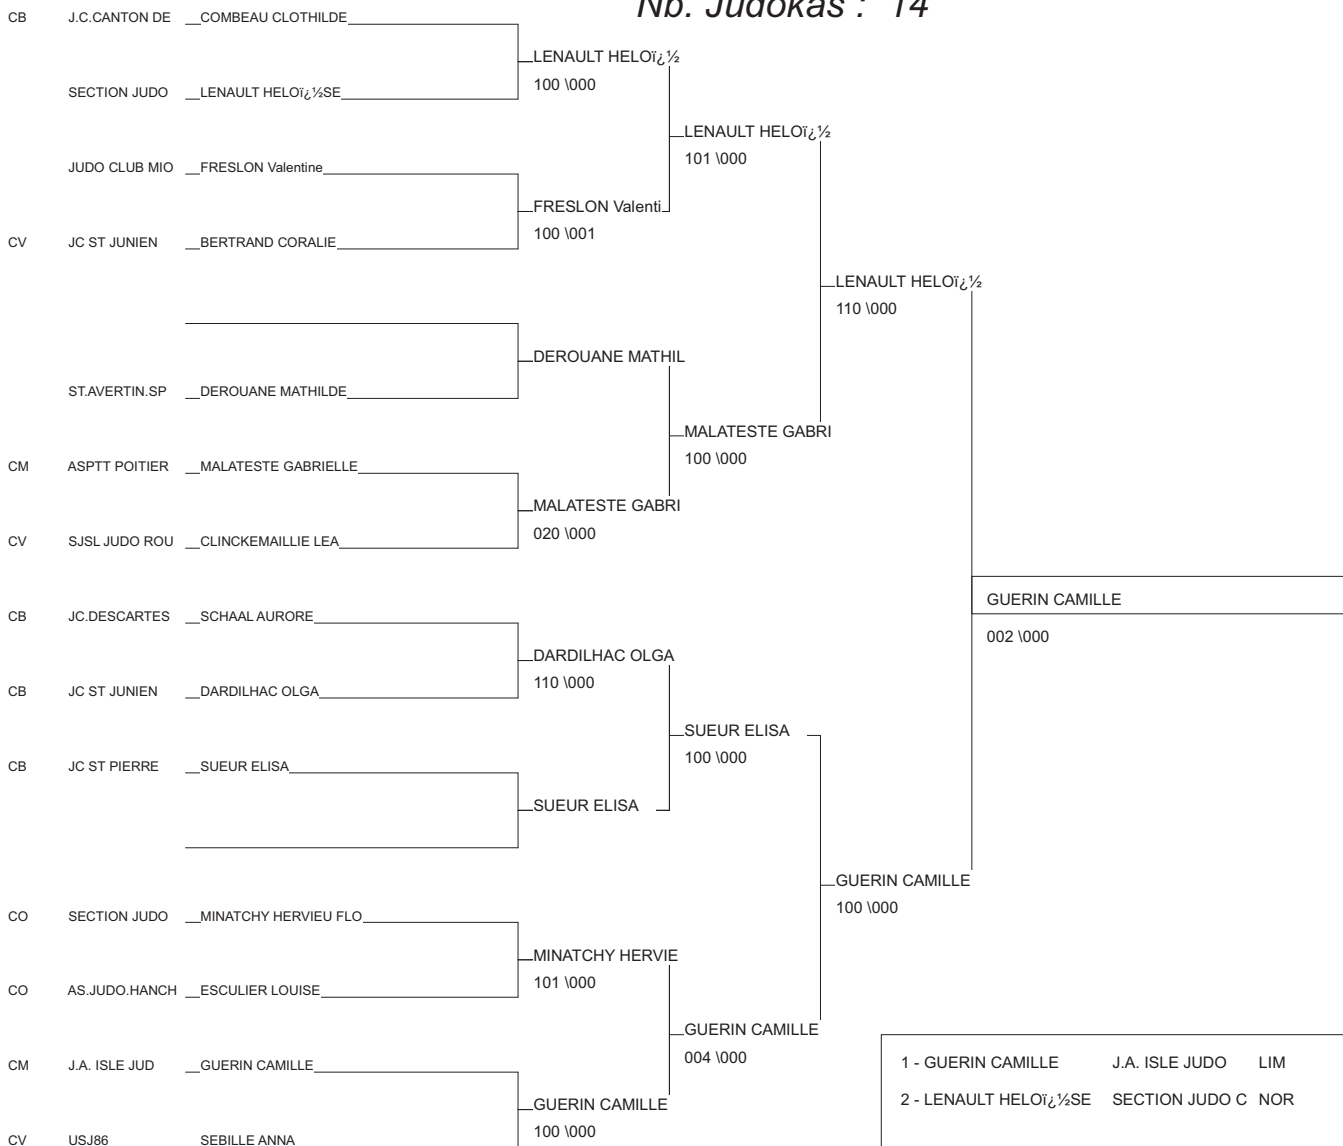 Nb. Judokas : 14
CB J.C.CANTON DE COMBEAU CLOTHILDE
LENAULT HELOï¿½
100 \000
SECTION JUDO LENAULT HELOï¿½SE
LENAULT HELOï¿½
101 \000
JUDO CLUB MIO FRESLON Valentine
FRESLON Valenti
100 \001
CV JC ST JUNIEN BERTRAND CORALIE
LENAULT HELOï¿½
110 \000
DEROUANE MATHIL
ST.AVERTIN.SP DEROUANE MATHILDE
MALATESTE GABRI
100 \000
CM ASPTT POITIER MALATESTE GABRIELLE
MALATESTE GABRI
020 \000
CV SJSL JUDO ROU CLINCKEMAILLIE LEA
GUERIN CAMILLE
002 \000
CB JC.DESCARTES SCHAAL AURORE
DARDILHAC OLGA
110 \000
CB JC ST JUNIEN DARDILHAC OLGA
SUEUR ELISA
100 \000
CB JC ST PIERRE SUEUR ELISA
SUEUR ELISA
GUERIN CAMILLE
100 \000
CO SECTION JUDO MINATCHY HERVIEU FLO
MINATCHY HERVIE
101 \000
CO AS.JUDO.HANCH ESCULIER LOUISE
GUERIN CAMILLE
004 \000
CM J.A. ISLE JUD GUERIN CAMILLE
GUERIN CAMILLE
100 \000
CV USJ86 SEBILLE ANNA
1 - GUERIN CAMILLE J.A. ISLE JUDO LIM
2 - LENAULT HELOï¿½SE SECTION JUDO C NOR